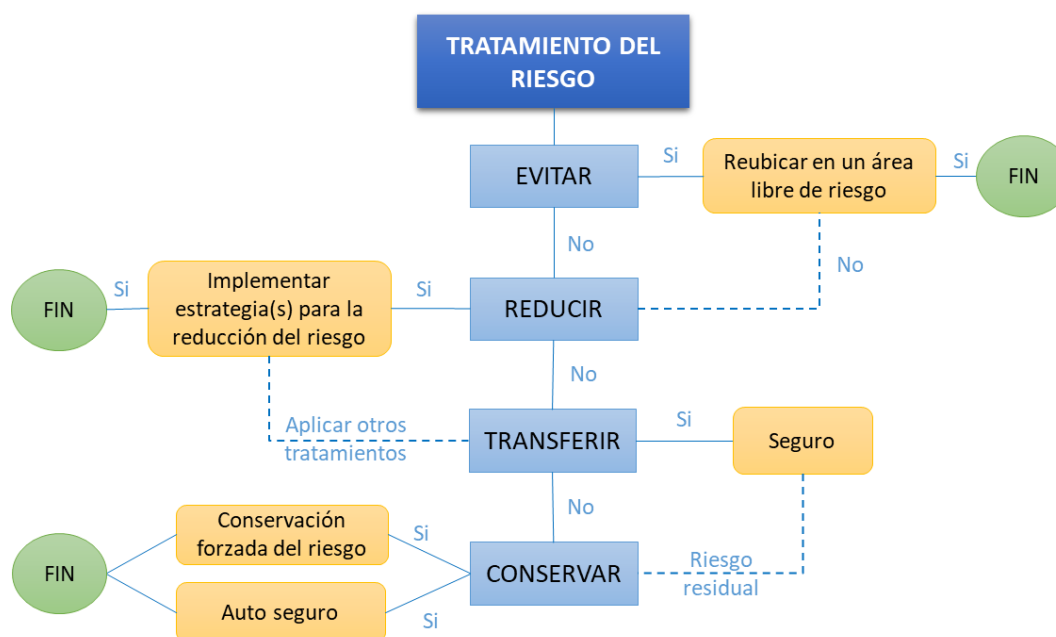 TRATAMIENTO DEL
RIESGO
EVITAR
Si
Reubicar en un área
libre de riesgo
Si
FIN
No
No
FIN
Si
Implementar
estrategia(s) para la
reducción del riesgo
Si
REDUCIR
No
Aplicar otros
tratamientos
TRANSFERIR
Si
Seguro
No
Conservación
forzada del riesgo
Si
FIN
CONSERVAR
Riesgo
residual
Auto seguro
Si